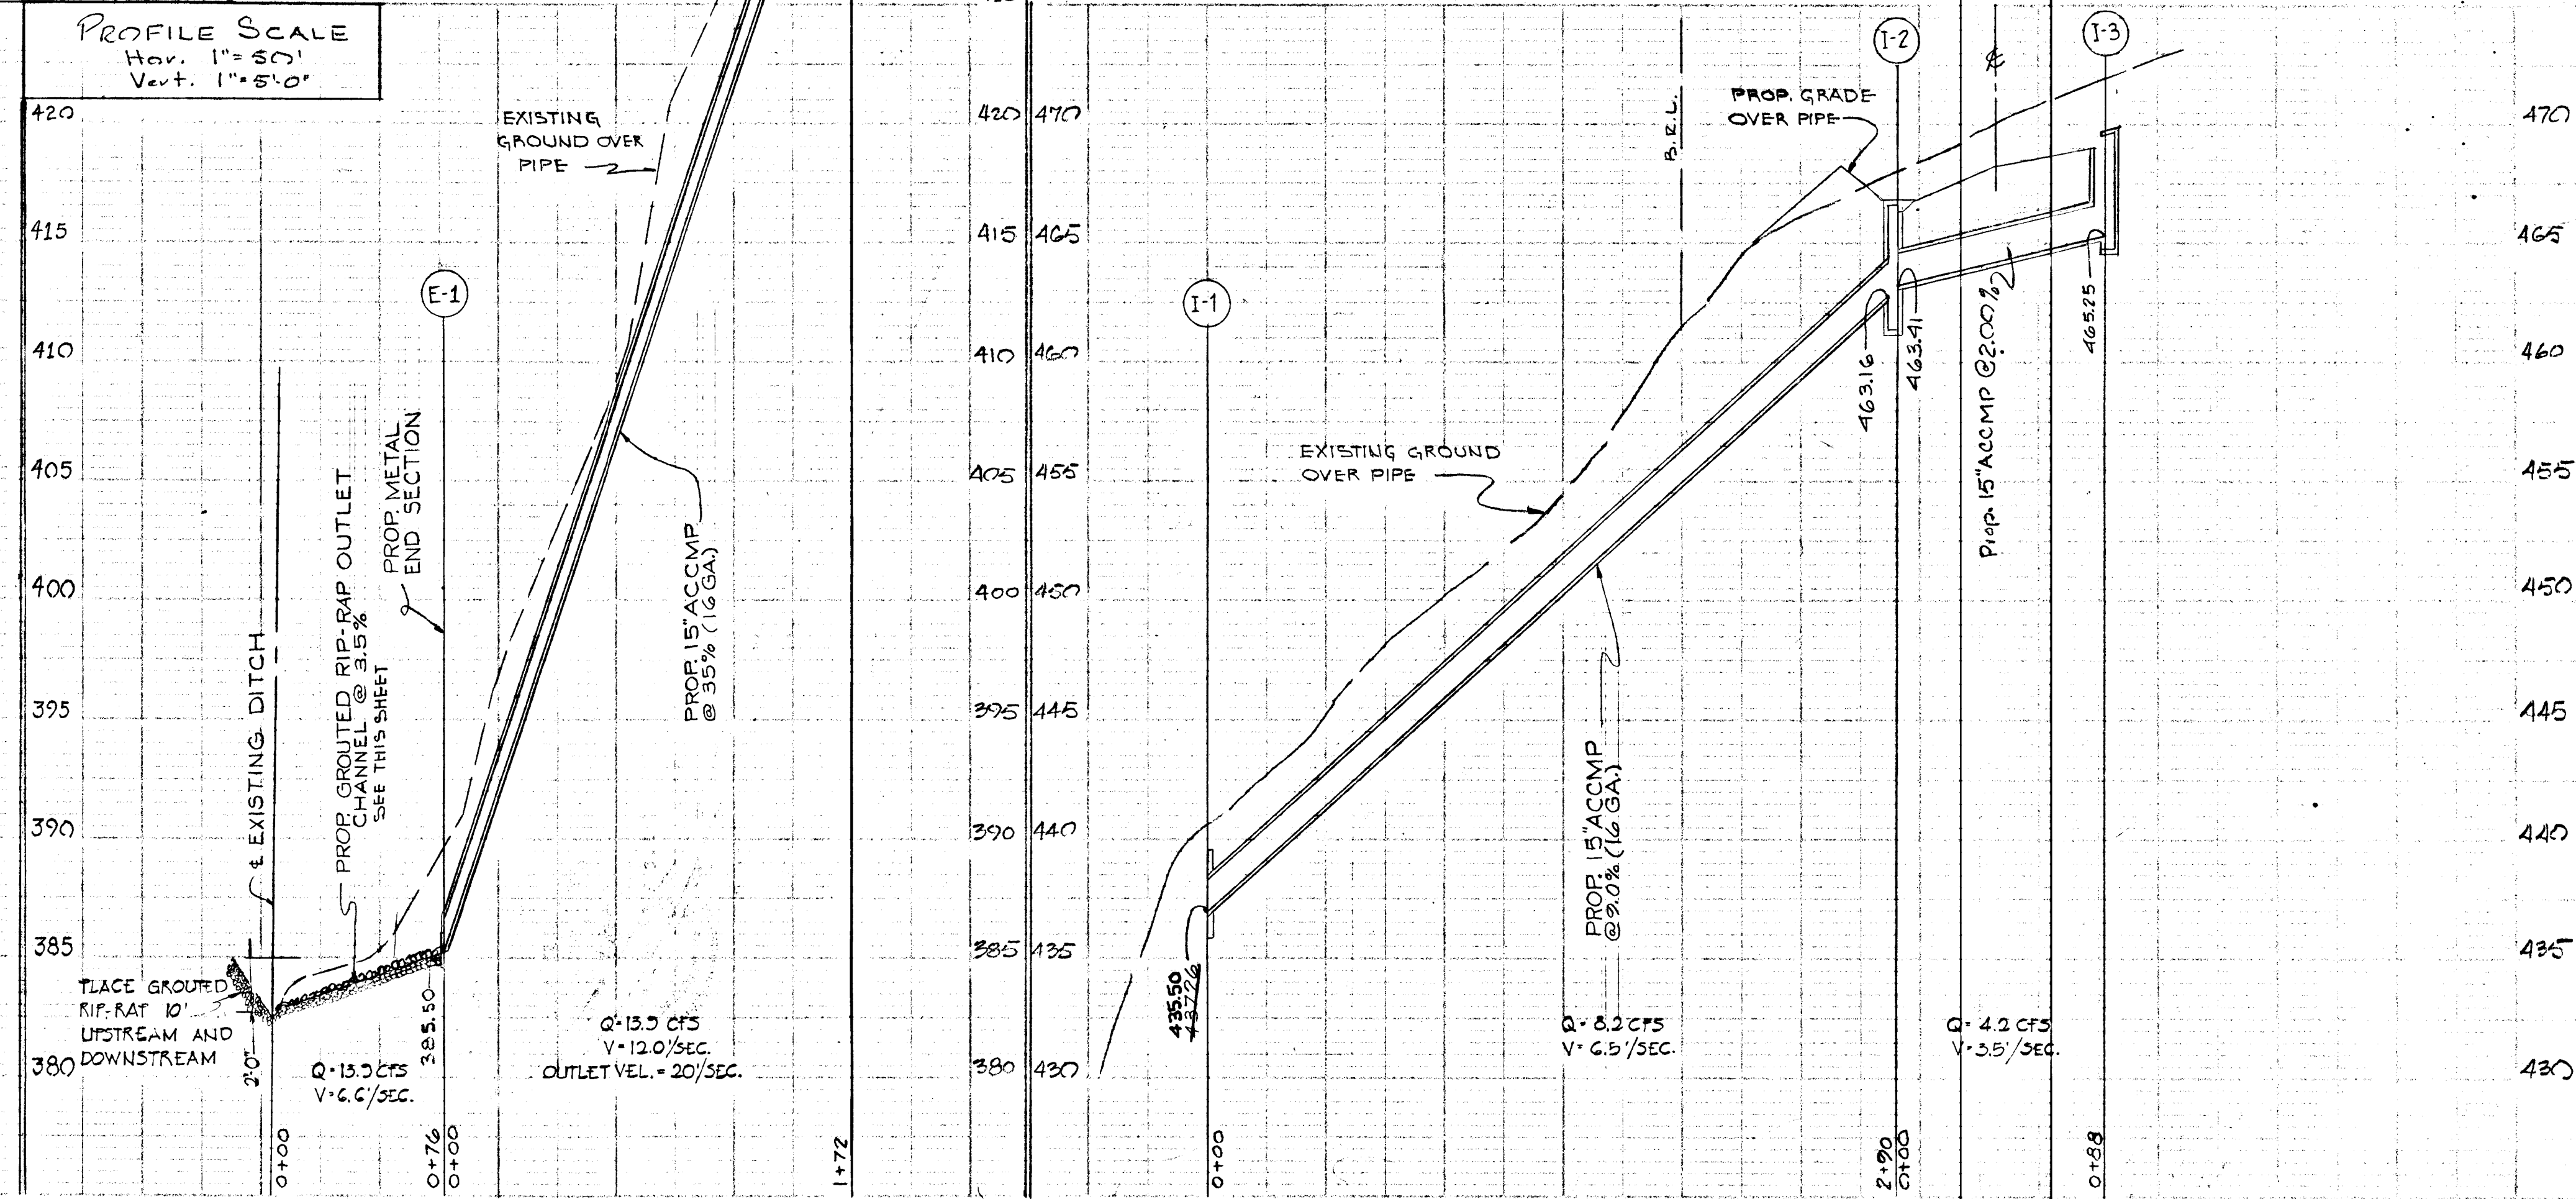 PROFILE SCALE
Hor. 1"=50'
Vert. 1"=5'-0"
420
415
410
405
400
395
390
385
380
EXISTING
GROUND OVER
PIPE
E-1
℄ EXISTING DITCH
PROP. GROUTED RIP-RAP OUTLET
CHANNEL @ 3.5%
SEE THIS SHEET
PROP. METAL
END SECTION
PROP. 15" ACCMP
@ 35% (16 GA.)
PLACE GROUTED
RIP-RAP 10'
UPSTREAM AND
DOWNSTREAM
2'-0"
385.50
Q=13.9 CFS
V=6.6'/SEC.
Q=13.9 CFS
V=12.0'/SEC.
OUTLET VEL.=20'/SEC.
0+00
0+76
0+00
1+72
420 470
415 465
410 460
405 455
400 450
395 445
390 440
385 435
380 430
I-1
I-2
I-3
℄
B.R.L.
PROP. GRADE
OVER PIPE
EXISTING GROUND
OVER PIPE
463.16
463.41
Prop. 15" ACCMP @ 2.00%
465.25
PROP. 15" ACCMP
@ 9.0% (16 GA.)
435.50
437.26
Q=8.2 CFS
V=6.5'/SEC.
Q=4.2 CFS
V=3.5'/SEC.
0+00
2+90
0+00
0+88
470
465
460
455
450
445
440
435
430